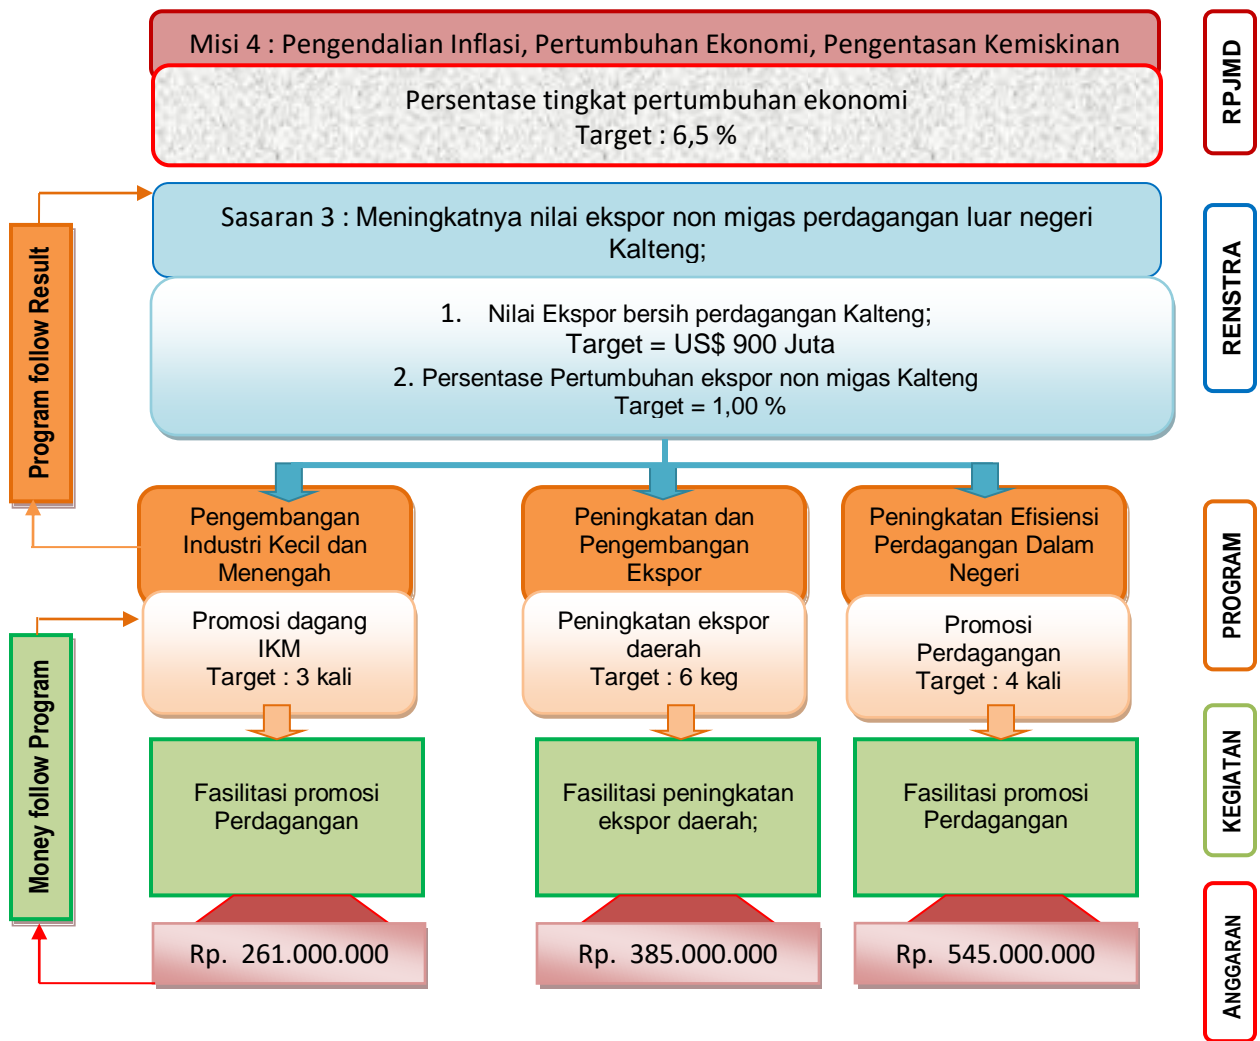 Misi 4 : Pengendalian Inflasi, Pertumbuhan Ekonomi, Pengentasan Kemiskinan
Persentase tingkat pertumbuhan ekonomi
Target : 6,5 %
RPJMD
Sasaran 3 : Meningkatnya nilai ekspor non migas perdagangan luar negeri
Kalteng;
1. Nilai Ekspor bersih perdagangan Kalteng;
Target = US$ 900 Juta
2. Persentase Pertumbuhan ekspor non migas Kalteng
Target = 1,00 %
RENSTRA
Program follow Result
Pengembangan
Industri Kecil dan
Menengah
Peningkatan dan
Pengembangan
Ekspor
Peningkatan Efisiensi
Perdagangan Dalam
Negeri
Promosi dagang
IKM
Target : 3 kali
Peningkatan ekspor
daerah
Target : 6 keg
Promosi
Perdagangan
Target : 4 kali
PROGRAM
Money follow Program
Fasilitasi promosi
Perdagangan
Fasilitasi peningkatan
ekspor daerah;
Fasilitasi promosi
Perdagangan
KEGIATAN
Rp. 261.000.000
Rp. 385.000.000
Rp. 545.000.000
ANGGARAN